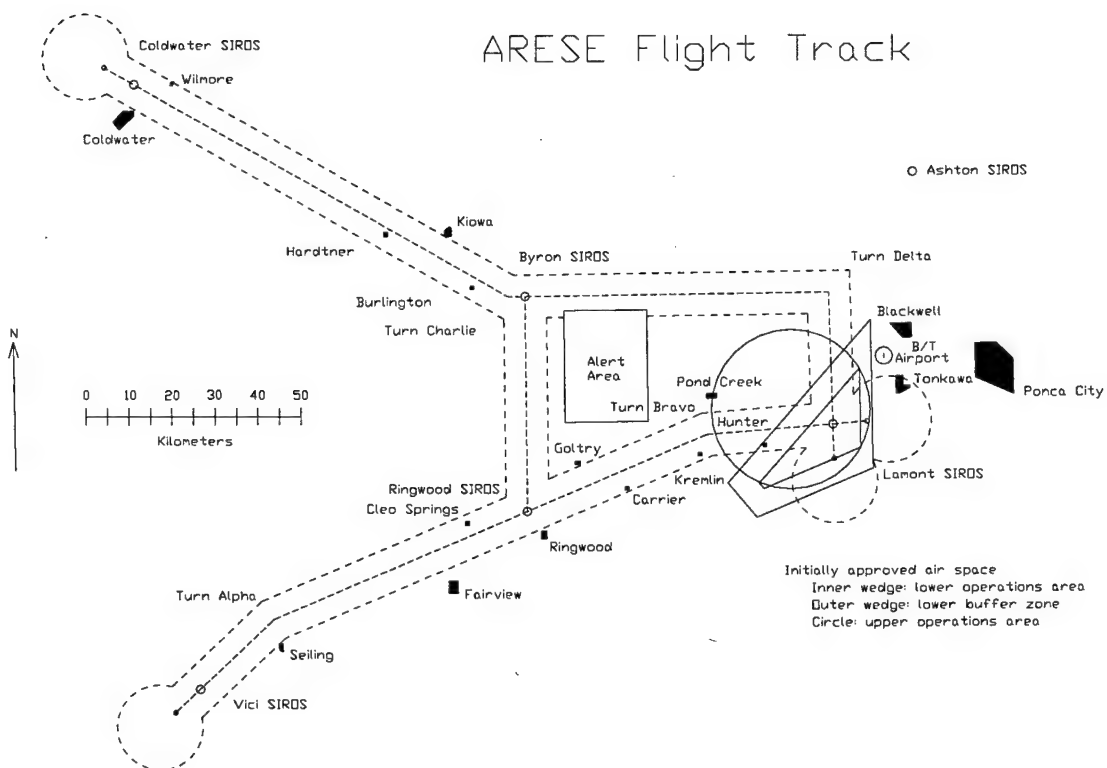 ARESE Flight Track
Coldwater SIROS
Wilmore
Coldwater
Ashton SIROS
Kiowa
Hardtner
Byron SIROS
Turn Delta
Burlington
Turn Charlie
Blackwell
N
B/T
Airport
Alert
Area
Pond Creek
Tonkawa
Ponca City
0 10 20 30 40 50
Kilometers
Turn Bravo
Hunter
Goltry
Kremlin
Lamont SIROS
Ringwood SIROS
Carrier
Cleo Springs
Ringwood
Initially approved air space
Inner wedge: lower operations area
Outer wedge: lower buffer zone
Circle: upper operations area
Turn Alpha
Fairview
Seiling
Vici SIROS